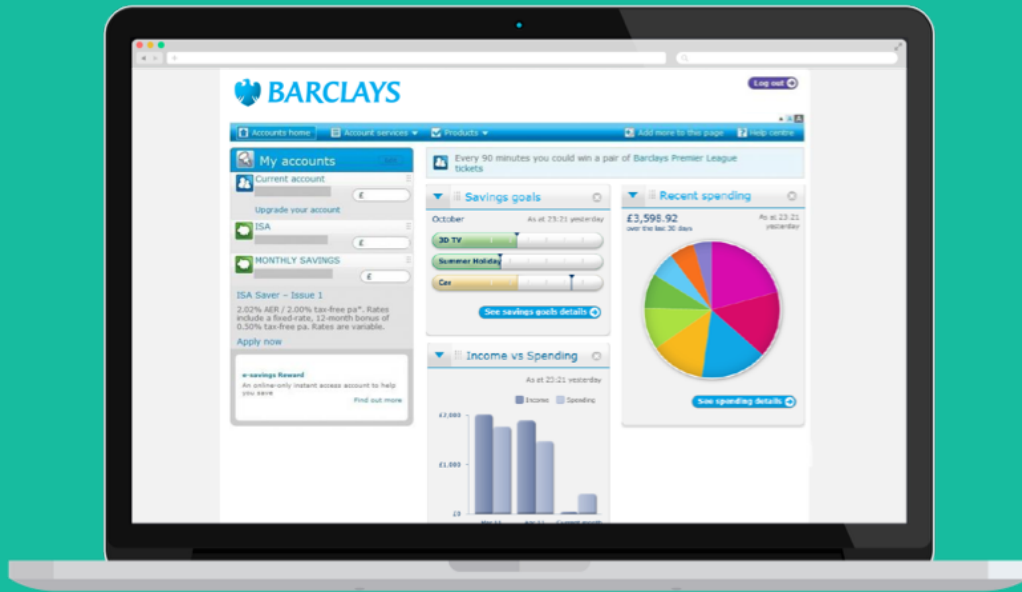 BARCLAYS
Log out
Accounts home
Account services
Products
Add more to this page
Help centre
My accounts
Current account
£
Upgrade your account
ISA
£
MONTHLY SAVINGS
£
ISA Saver – Issue 1
2.02% AER / 2.00% tax-free pa*. Rates
include a fixed-rate, 12-month bonus of
0.50% tax-free pa. Rates are variable.
Apply now
e-savings Reward
An online-only instant access account to help
you save
Find out more
Every 90 minutes you could win a pair of Barclays Premier League
tickets
Savings goals
October
As at 23:21 yesterday
3D TV
Summer Holiday
Car
See savings goals details
Income vs Spending
As at 23:21 yesterday
Income
Spending
£2,000
£1,000
£0
Current month
Recent spending
£3,598.92
over the last 30 days
As at 23:21
yesterday
See spending details